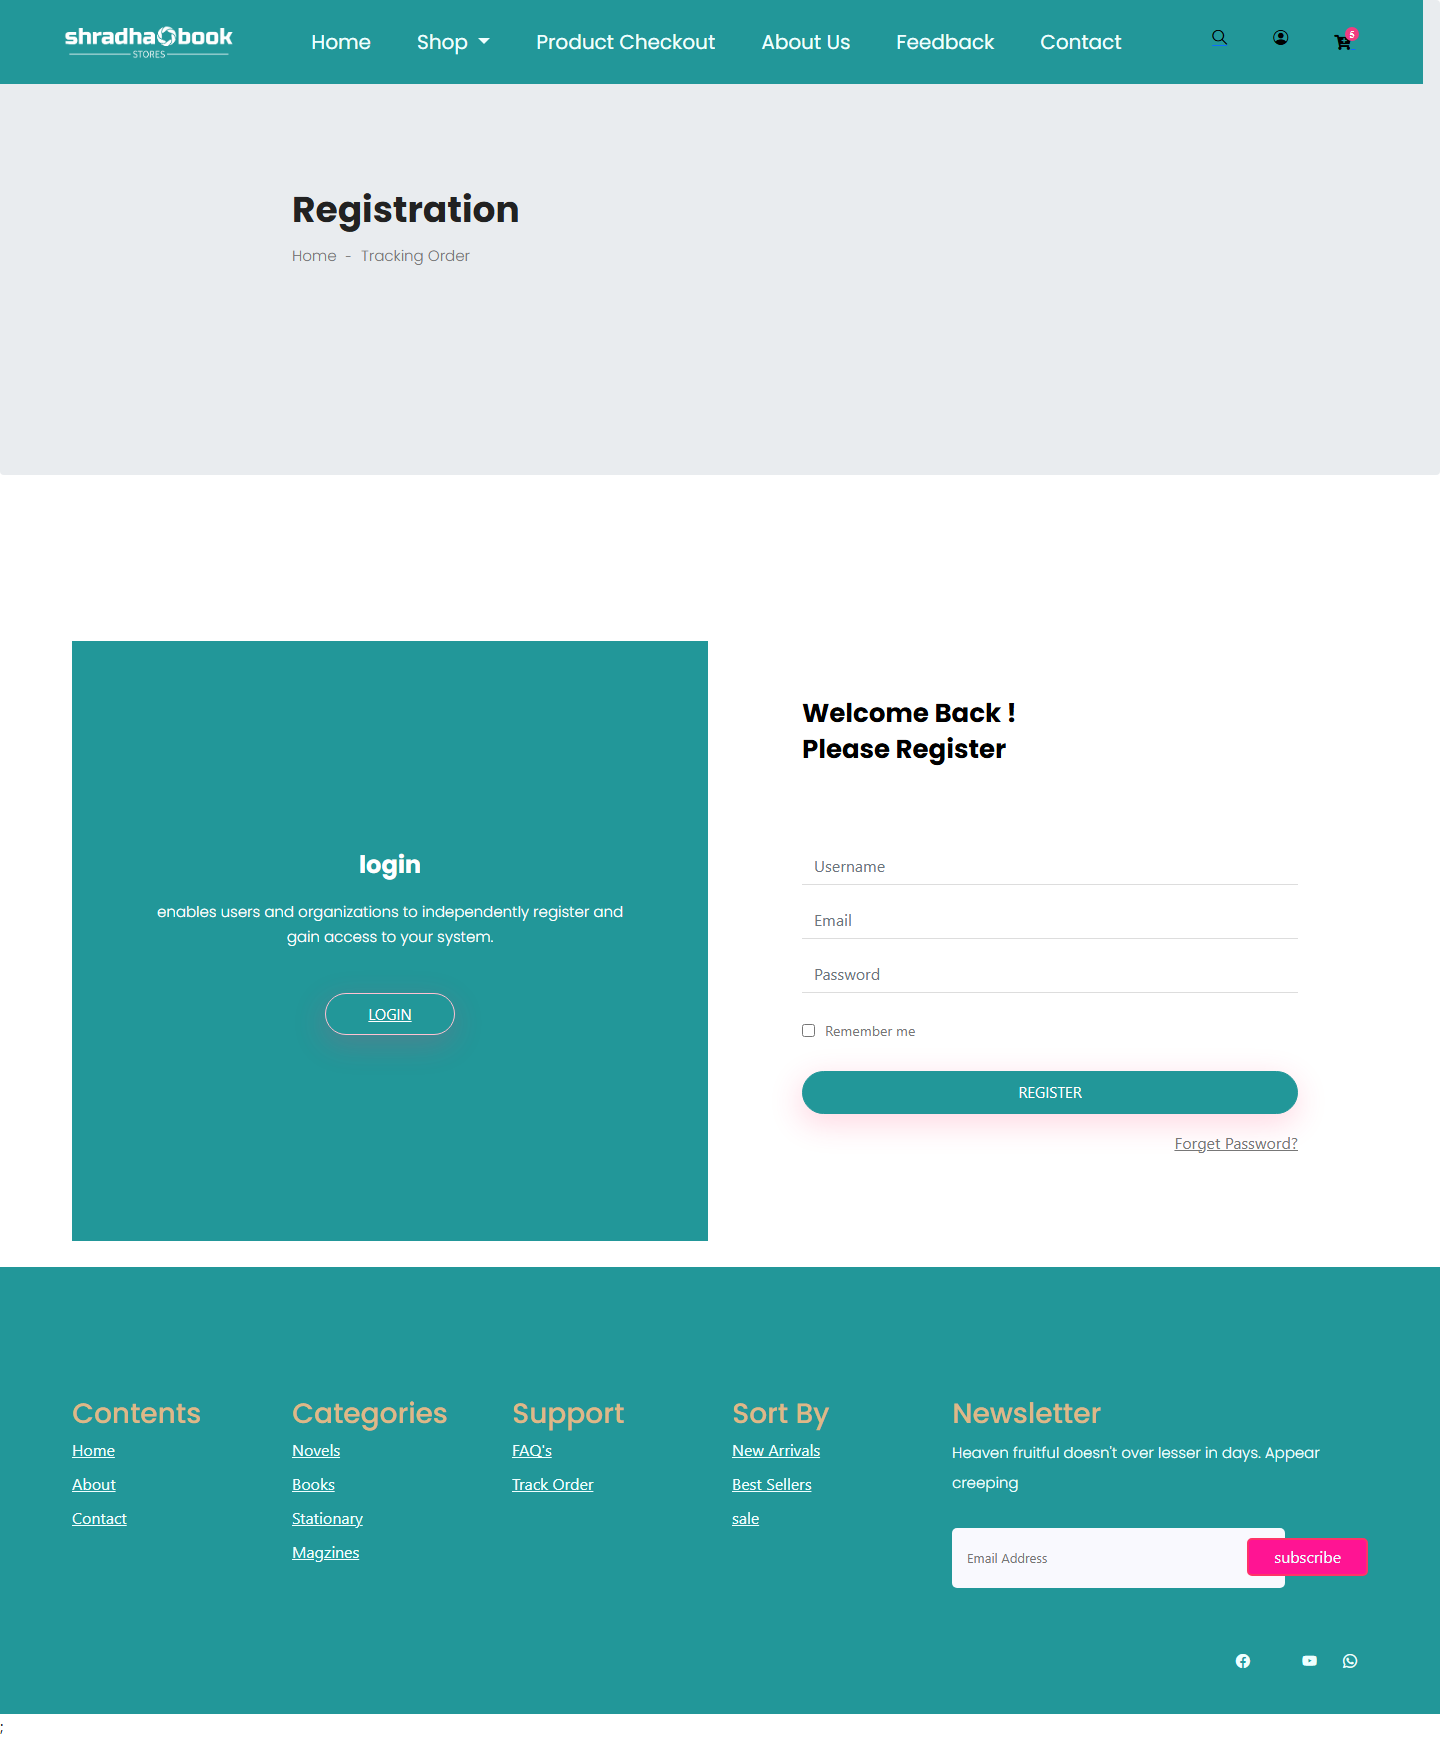 shradha book
STORES
Home
Shop
Product Checkout
About Us
Feedback
Contact
5
Registration
Home - Tracking Order
login
enables users and organizations to independently register and
gain access to your system.
LOGIN
Welcome Back !
Please Register
Username
Email
Password
Remember me
REGISTER
Forget Password?
Contents
Home
About
Contact
Categories
Novels
Books
Stationary
Magzines
Support
FAQ's
Track Order
Sort By
New Arrivals
Best Sellers
sale
Newsletter
Heaven fruitful doesn't over lesser in days. Appear
creeping
Email Address
subscribe
;